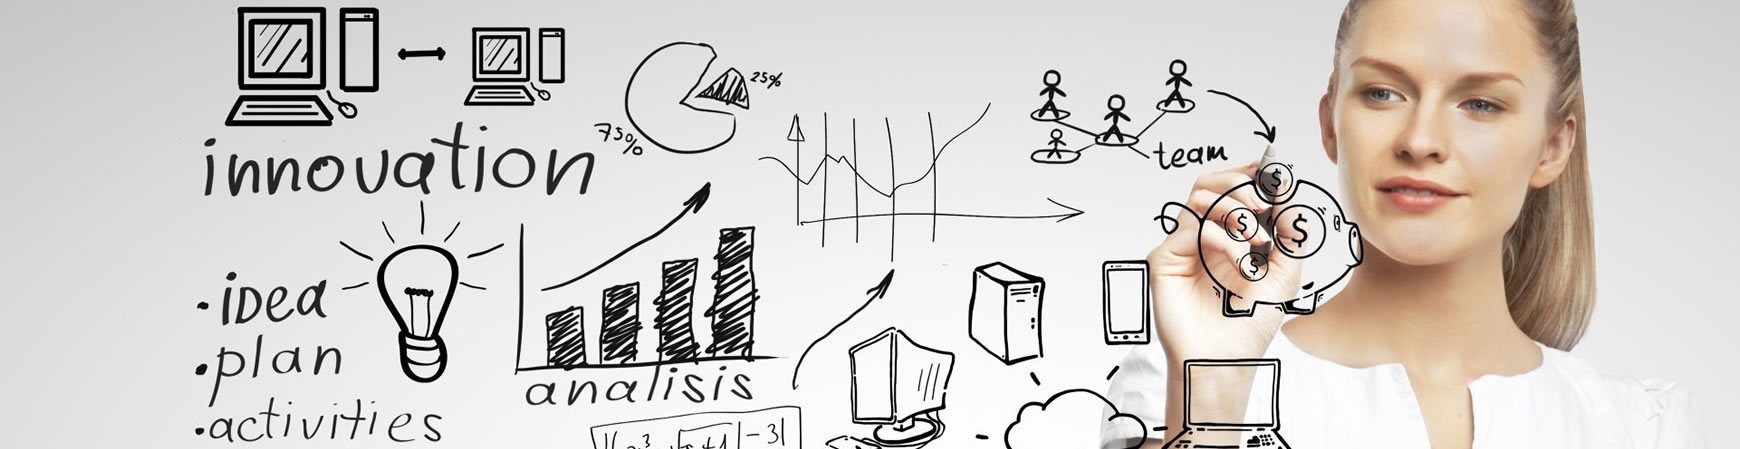 innovation
75%
25%
team
$
$
$
$
• idea
• plan
• activities
analisis